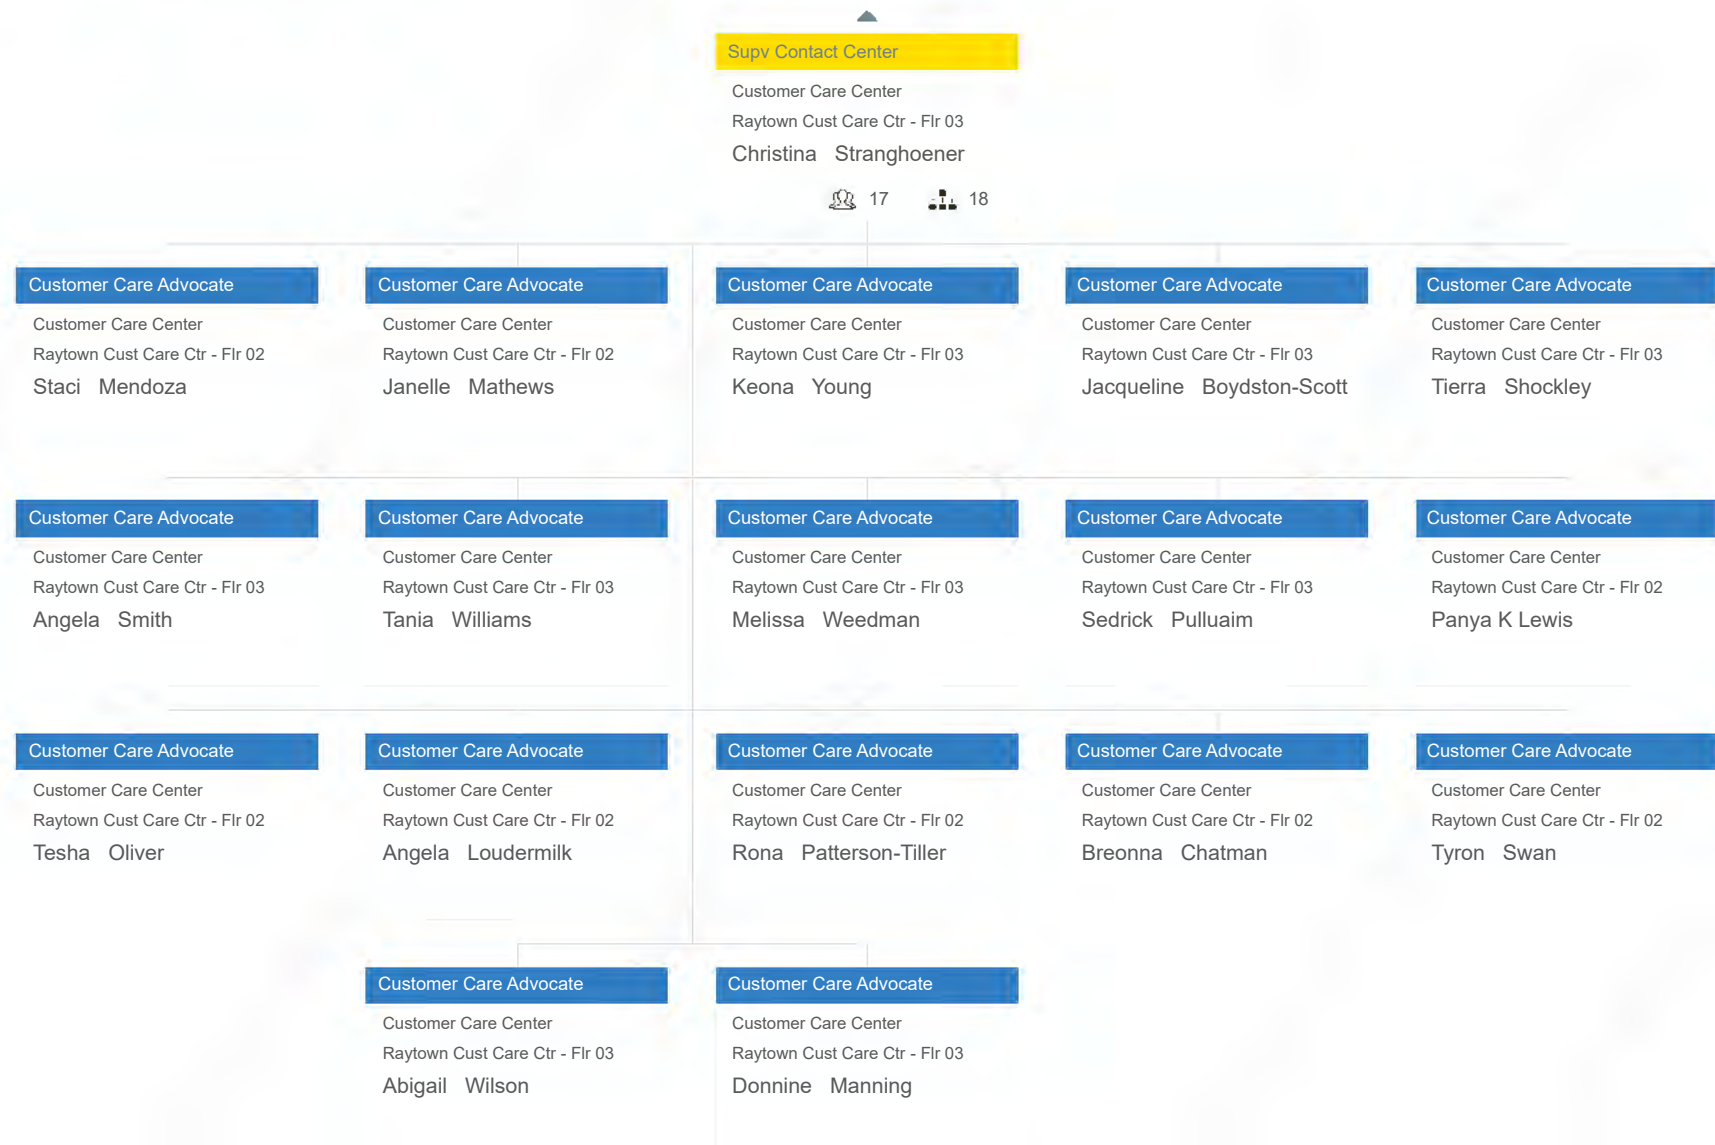 Supv Contact Center
Customer Care Center
Raytown Cust Care Ctr - Flr 03
Christina Stranghoener
17 18
Customer Care Advocate
Customer Care Center
Raytown Cust Care Ctr - Flr 02
Staci Mendoza
Customer Care Advocate
Customer Care Center
Raytown Cust Care Ctr - Flr 02
Janelle Mathews
Customer Care Advocate
Customer Care Center
Raytown Cust Care Ctr - Flr 03
Keona Young
Customer Care Advocate
Customer Care Center
Raytown Cust Care Ctr - Flr 03
Jacqueline Boydston-Scott
Customer Care Advocate
Customer Care Center
Raytown Cust Care Ctr - Flr 03
Tierra Shockley
Customer Care Advocate
Customer Care Center
Raytown Cust Care Ctr - Flr 03
Angela Smith
Customer Care Advocate
Customer Care Center
Raytown Cust Care Ctr - Flr 03
Tania Williams
Customer Care Advocate
Customer Care Center
Raytown Cust Care Ctr - Flr 03
Melissa Weedman
Customer Care Advocate
Customer Care Center
Raytown Cust Care Ctr - Flr 03
Sedrick Pulluaim
Customer Care Advocate
Customer Care Center
Raytown Cust Care Ctr - Flr 02
Panya K Lewis
Customer Care Advocate
Customer Care Center
Raytown Cust Care Ctr - Flr 02
Tesha Oliver
Customer Care Advocate
Customer Care Center
Raytown Cust Care Ctr - Flr 02
Angela Loudermilk
Customer Care Advocate
Customer Care Center
Raytown Cust Care Ctr - Flr 02
Rona Patterson-Tiller
Customer Care Advocate
Customer Care Center
Raytown Cust Care Ctr - Flr 02
Breonna Chatman
Customer Care Advocate
Customer Care Center
Raytown Cust Care Ctr - Flr 02
Tyron Swan
Customer Care Advocate
Customer Care Center
Raytown Cust Care Ctr - Flr 03
Abigail Wilson
Customer Care Advocate
Customer Care Center
Raytown Cust Care Ctr - Flr 03
Donnine Manning